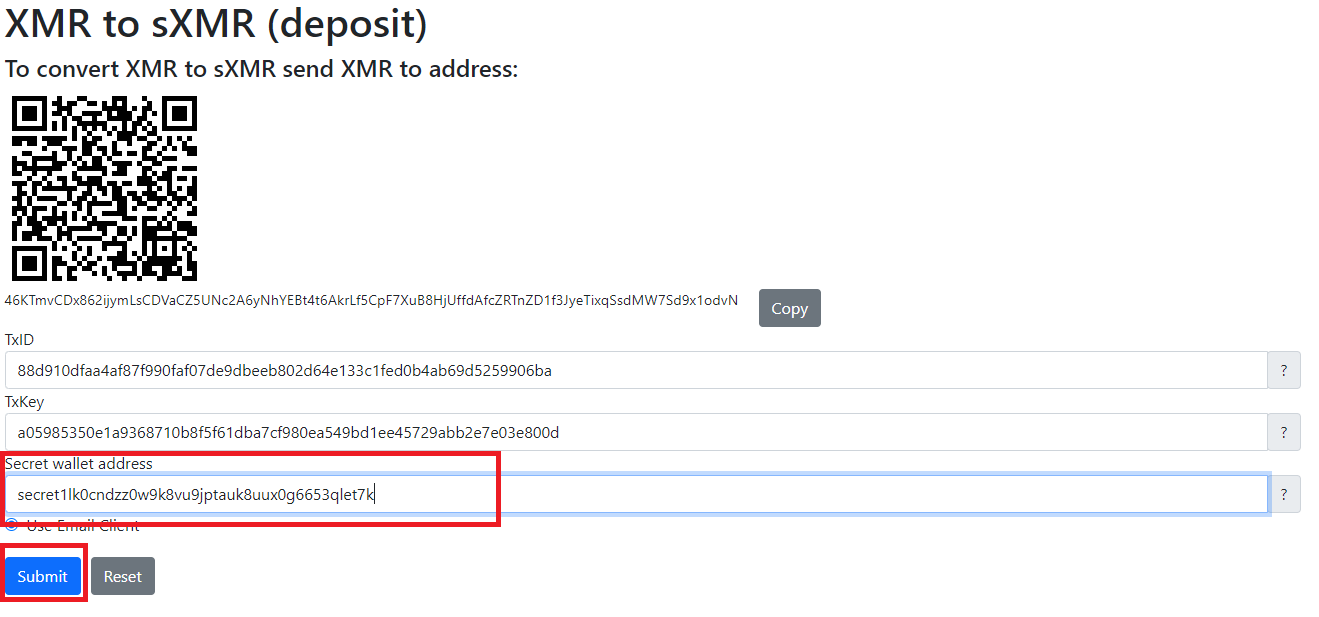 XMR to sXMR (deposit)
To convert XMR to sXMR send XMR to address:
46KTmvCDx862ijymLsCDVaCZ5UNc2A6yNhYEBt4t6AkrLf5CpF7XuB8HjUffdAfcZRTnZD1f3JyeTixqSsdMW7Sd9x1odvN
Copy
TxID
88d910dfaa4af87f990faf07de9dbeeb802d64e133c1fed0b4ab69d5259906ba
?
TxKey
a05985350e1a9368710b8f5f61dba7cf980ea549bd1ee45729abb2e7e03e800d
?
Secret wallet address
secret1lk0cndzz0w9k8vu9jptauk8uux0g6653qlet7k
?
Use Email Client
Submit Reset